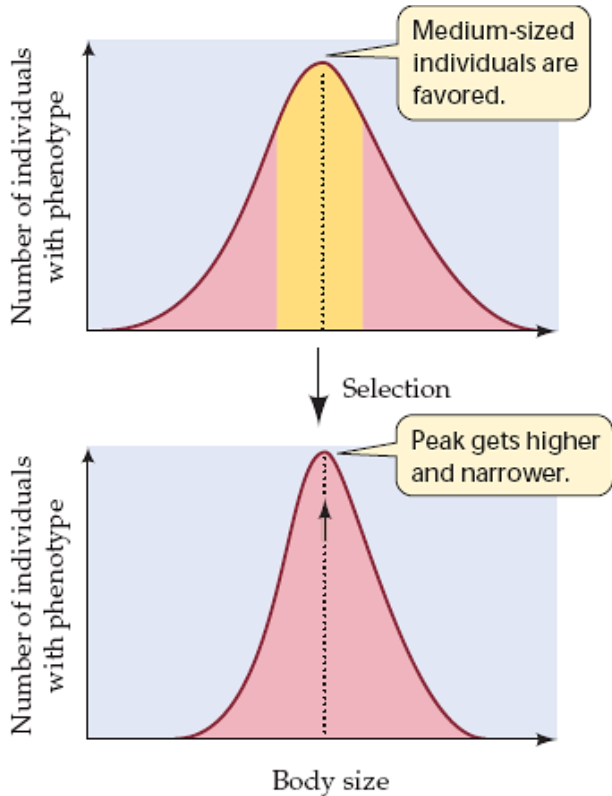 Medium-sized
individuals are
favored.
Number of individuals
with phenotype
Selection
Peak gets higher
and narrower.
Number of individuals
with phenotype
Body size